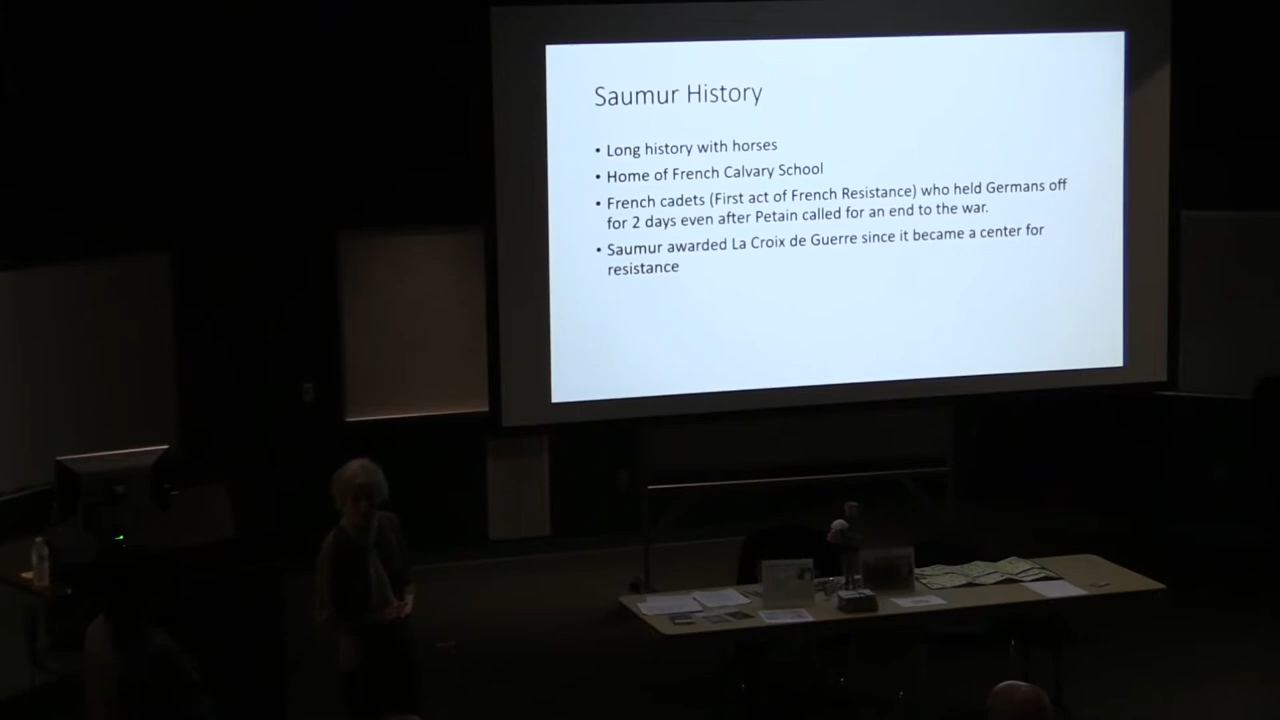 Saumur History
• Long history with horses
• Home of French Calvary School
• French cadets (First act of French Resistance) who held Germans off
for 2 days even after Petain called for an end to the war.
• Saumur awarded La Croix de Guerre since it became a center for
resistance